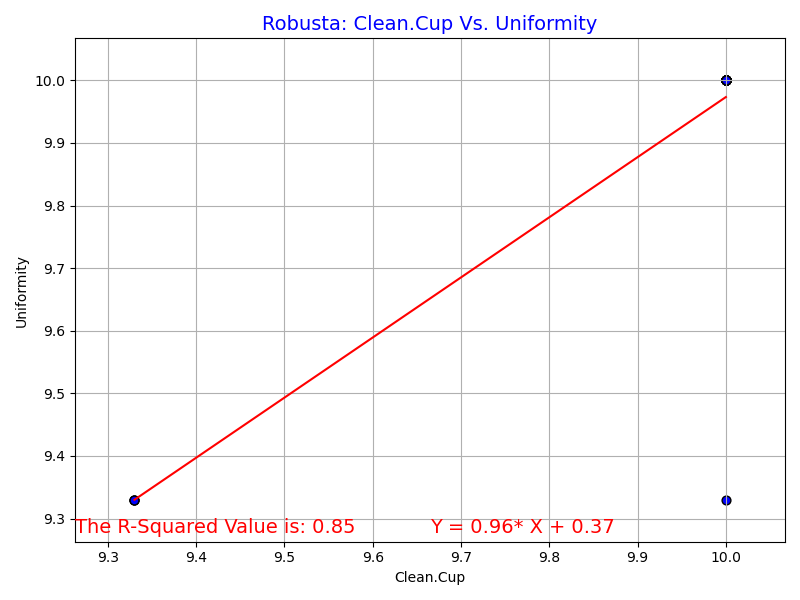 Robusta: Clean.Cup Vs. Uniformity
Uniformity
10.0
9.9
9.8
9.7
9.6
9.5
9.4
9.3
The R-Squared Value is: 0.85
Y = 0.96* X + 0.37
9.3 9.4 9.5 9.6 9.7 9.8 9.9 10.0
Clean.Cup